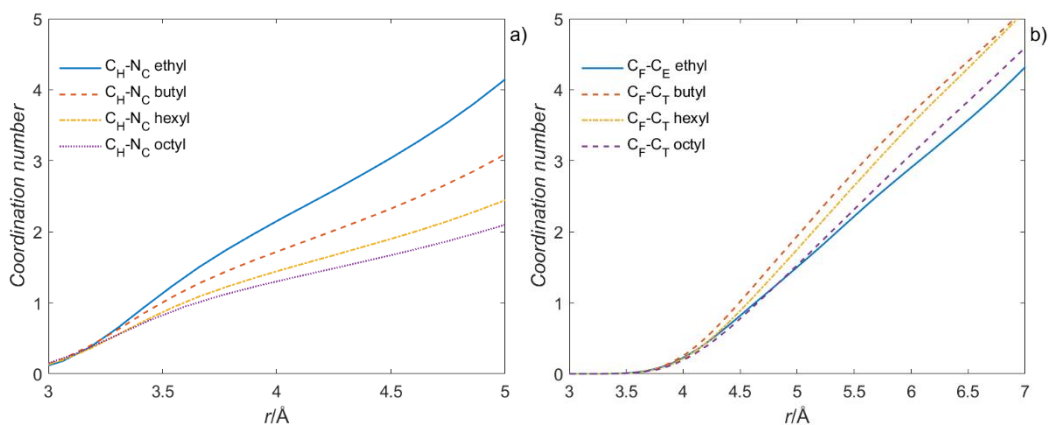 a)
C_H-N_C ethyl
C_H-N_C butyl
C_H-N_C hexyl
C_H-N_C octyl
Coordination number
5
4
3
2
1
0
3 3.5 4 4.5 5
r/Å
b)
C_F-C_E ethyl
C_F-C_T butyl
C_F-C_T hexyl
C_F-C_T octyl
Coordination number
5
4
3
2
1
0
3 3.5 4 4.5 5 5.5 6 6.5 7
r/Å